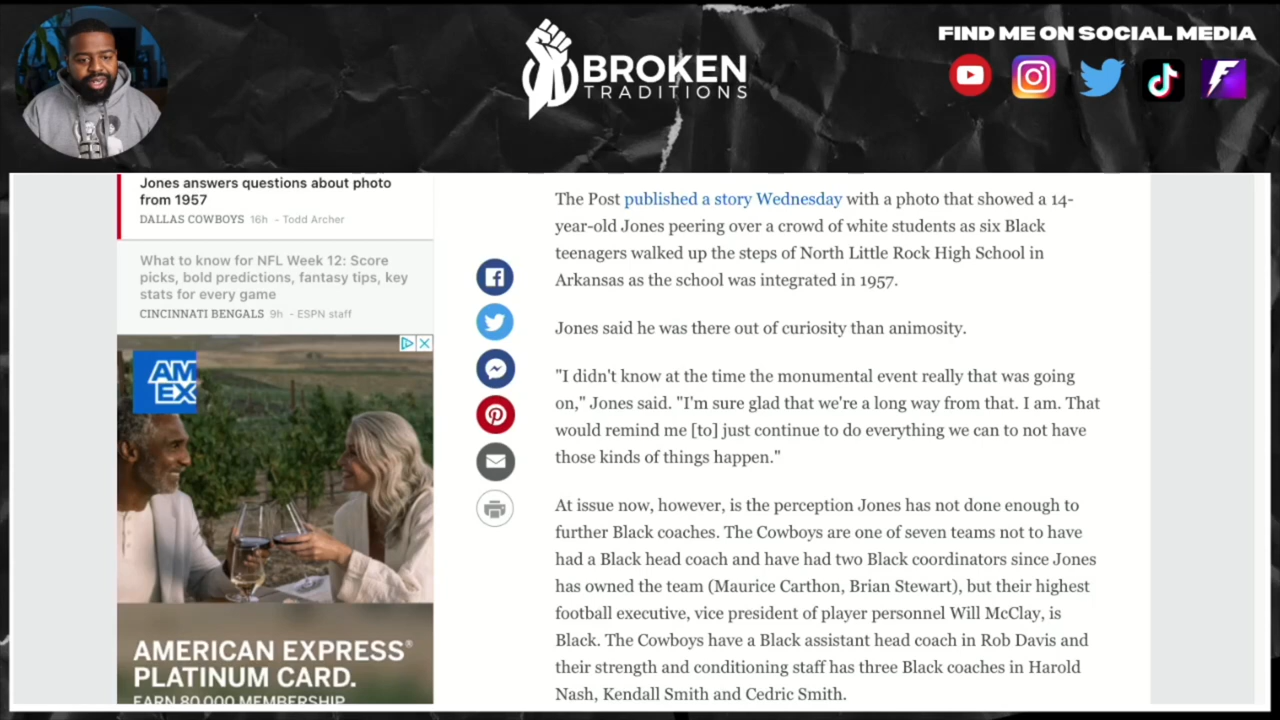 BROKEN
TRADITIONS
FIND ME ON SOCIAL MEDIA
Jones answers questions about photo
from 1957
DALLAS COWBOYS 16h - Todd Archer
What to know for NFL Week 12: Score
picks, bold predictions, fantasy tips, key
stats for every game
CINCINNATI BENGALS 9h - ESPN staff
AM
EX
AMERICAN EXPRESS®
PLATINUM CARD.
EARN 80,000 MEMBERSHIP
The Post published a story Wednesday with a photo that showed a 14-
year-old Jones peering over a crowd of white students as six Black
teenagers walked up the steps of North Little Rock High School in
Arkansas as the school was integrated in 1957.
Jones said he was there out of curiosity than animosity.
"I didn't know at the time the monumental event really that was going
on," Jones said. "I'm sure glad that we're a long way from that. I am. That
would remind me [to] just continue to do everything we can to not have
those kinds of things happen."
At issue now, however, is the perception Jones has not done enough to
further Black coaches. The Cowboys are one of seven teams not to have
had a Black head coach and have had two Black coordinators since Jones
has owned the team (Maurice Carthon, Brian Stewart), but their highest
football executive, vice president of player personnel Will McClay, is
Black. The Cowboys have a Black assistant head coach in Rob Davis and
their strength and conditioning staff has three Black coaches in Harold
Nash, Kendall Smith and Cedric Smith.